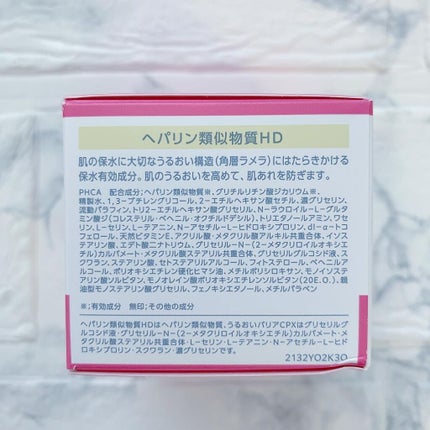 ヘパリン類似物質HD
肌の保水に大切なうるおい構造(角層ラメラ)にはたらきかける
保水有効成分。肌のうるおいを高めて、肌あれを防ぎます。
PHCA 配合成分;ヘパリン類似物質※、グリチルリチン酸ジカリウム※、
精製水、1,3-ブチレングリコール、2-エチルヘキサン酸セチル、濃グリセリン、
流動パラフィン、トリ2-エチルヘキサン酸グリセリル、N-ラウロイル-L-グルタ
ミン酸ジ(コレステリル・ベヘニル・オクチルドデシル)、トリエタノールアミン、ワセ
リン、L-セリン、L-テアニン、N-アセチル-L-ヒドロキシプロリン、dl-α-トコ
フェロール、天然ビタミンE、アクリル酸・メタクリル酸アルキル共重合体、イソス
テアリン酸、エデト酸ニナトリウム、グリセリル-N-(2-メタクリロイルオキシエチ
ル)カルバメート・メタクリル酸ステアリル共重合体、グリセリルグルコシド液、ス
クワラン、ステアリン酸、セトステアリルアルコール、フィトステロール、ベヘニルア
ルコール、ポリオキシエチレン硬化ヒマシ油、メチルポリシロキサン、モノイソステ
アリン酸ソルビタン、モノオレイン酸ポリオキシエチレンソルビタン(20E.O.)、親
油型モノステアリン酸グリセリル、フェノキシエタノール、メチルパラベン
※;有効成分 無印;その他の成分
ヘパリン類似物質HDはヘパリン類似物質、うるおいバリアCPXはグリセリルグ
ルコシド液・グリセリル-N-(2-メタクリロイルオキシエチル)カルバメート・メタ
クリル酸ステアリル共重合体・L-セリン・L-テアニン・N-アセチル-L-ヒド
ロキシプロリン・スクワラン・濃グリセリンです。
2132YO2K3O